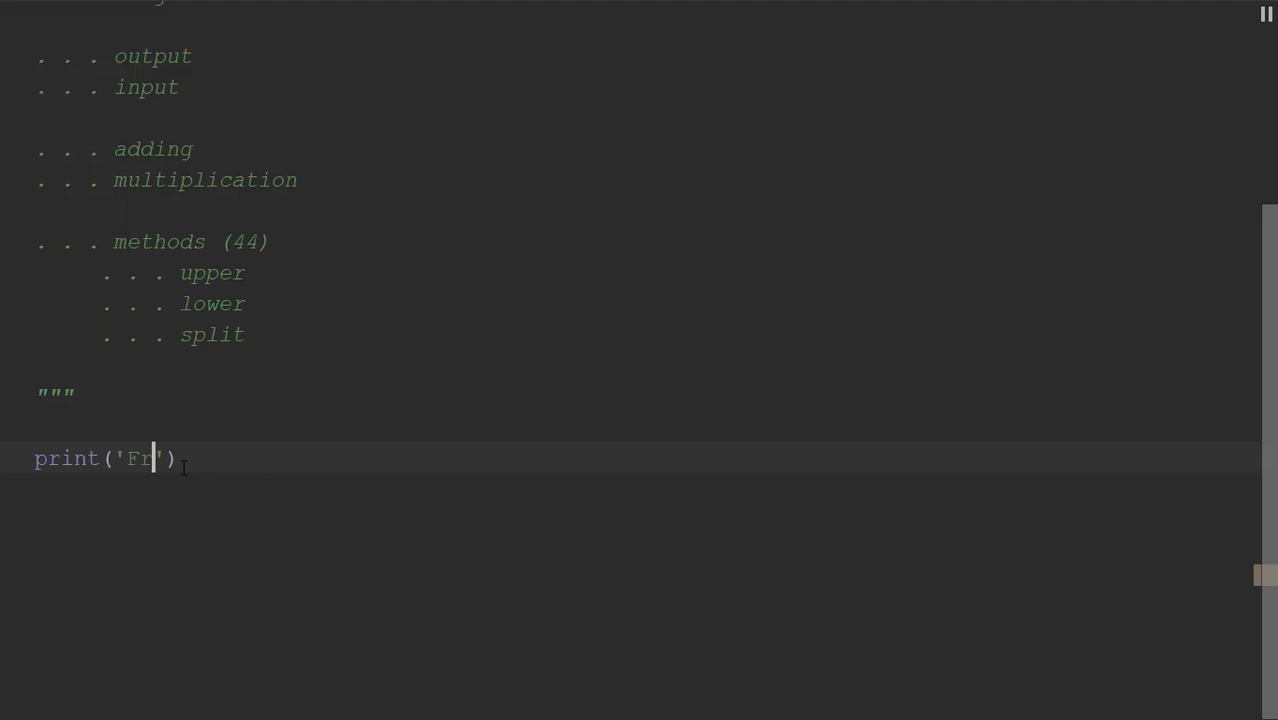 . . . output
. . . input
. . . adding
. . . multiplication
. . . methods (44)
. . . upper
. . . lower
. . . split
"""
print('Fr')